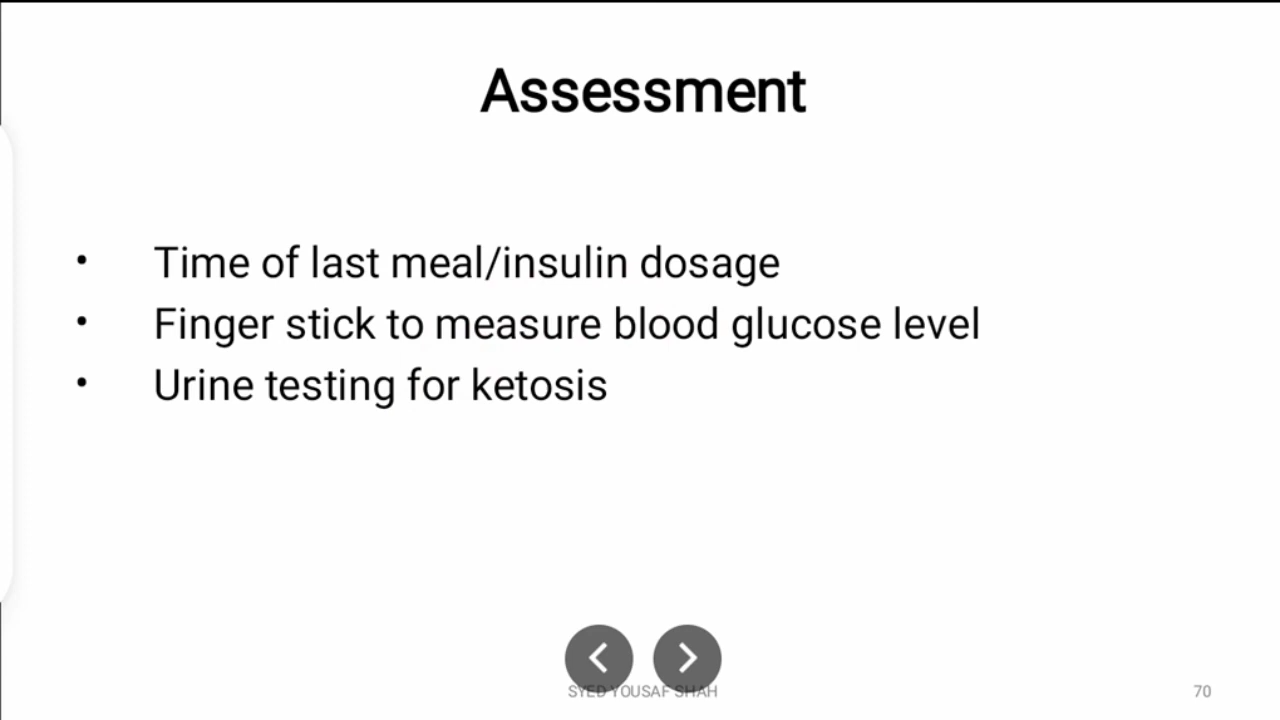 Assessment
• Time of last meal/insulin dosage
• Finger stick to measure blood glucose level
• Urine testing for ketosis
SYED YOUSAF SHAH
70